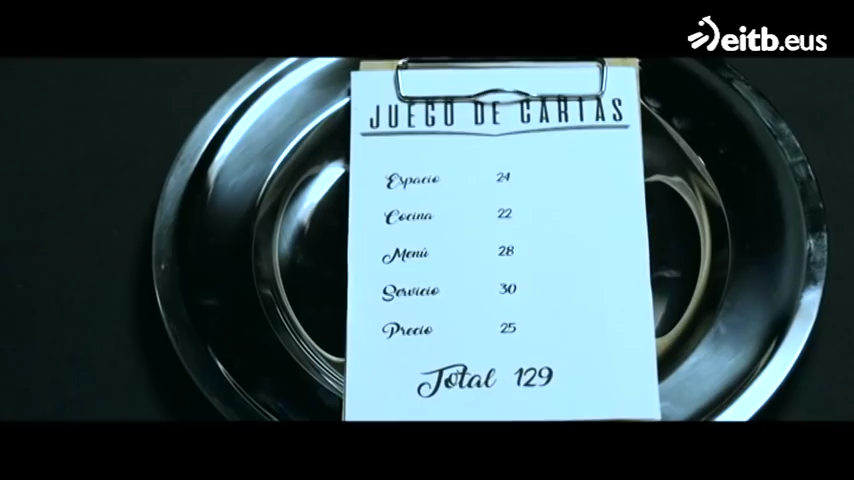 eitb.eus
JUEGO DE CARTAS
Espacio 24
Cocina 22
Menú 28
Servicio 30
Precio 25
Total 129